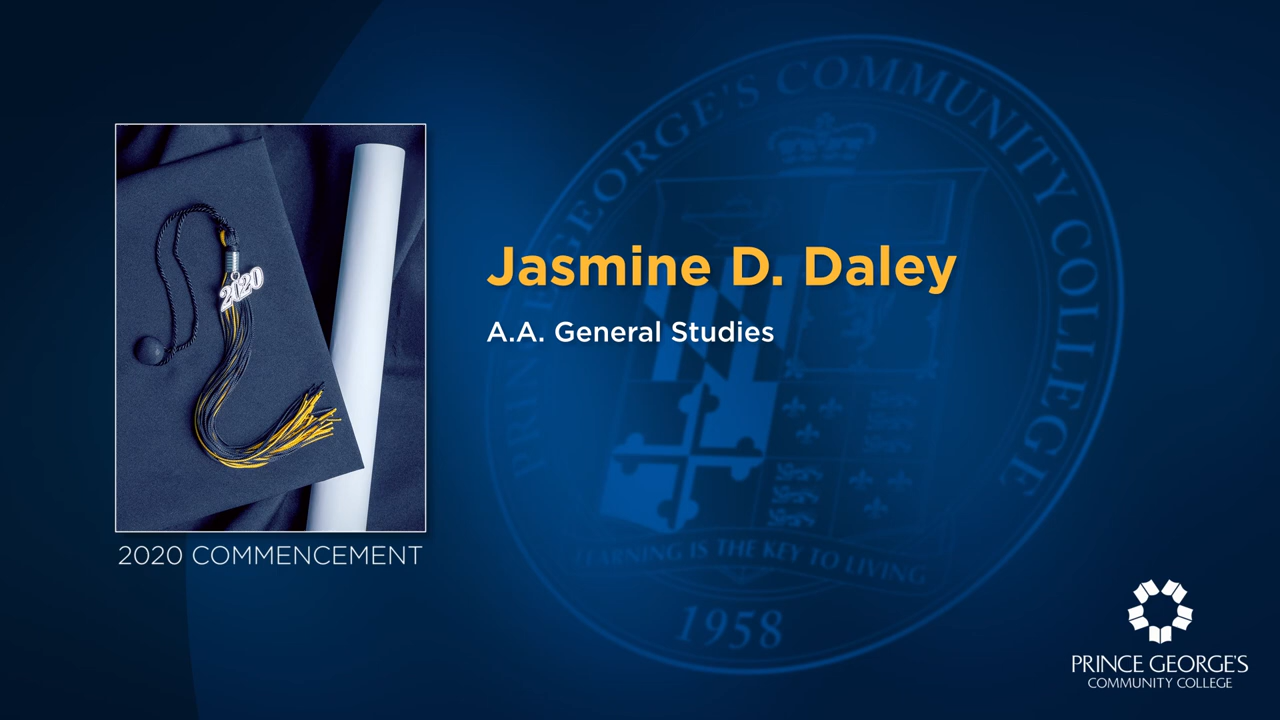 PRINCE GEORGE'S COMMUNITY COLLEGE
2020
Jasmine D. Daley
A.A. General Studies
2020 COMMENCEMENT
LEARNING IS THE KEY TO LIVING
1958
PRINCE GEORGE'S
COMMUNITY COLLEGE